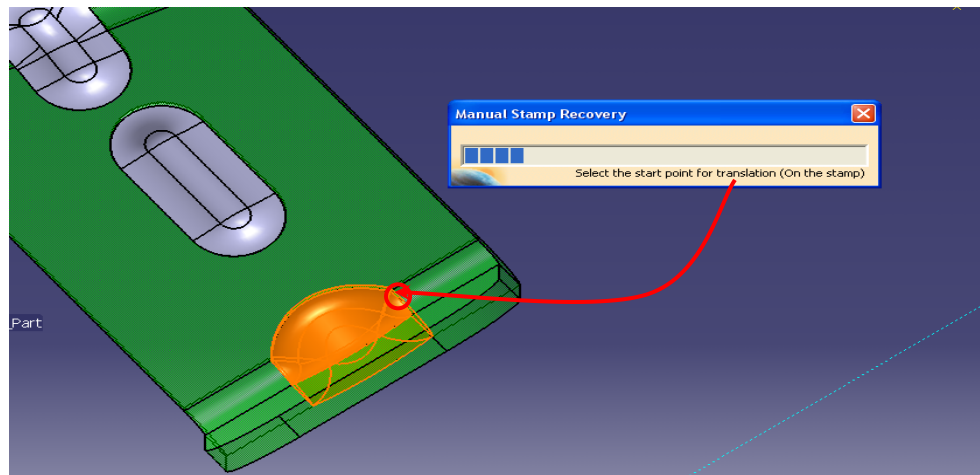 Manual Stamp Recovery
Select the start point for translation (On the stamp)
_Part